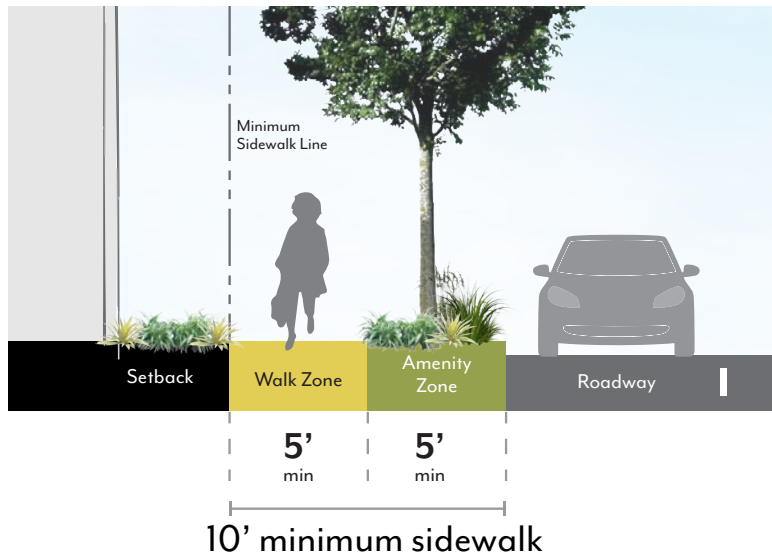 Minimum
Sidewalk Line
Setback
Walk Zone
Amenity
Zone
Roadway
5’
min
5’
min
10’ minimum sidewalk